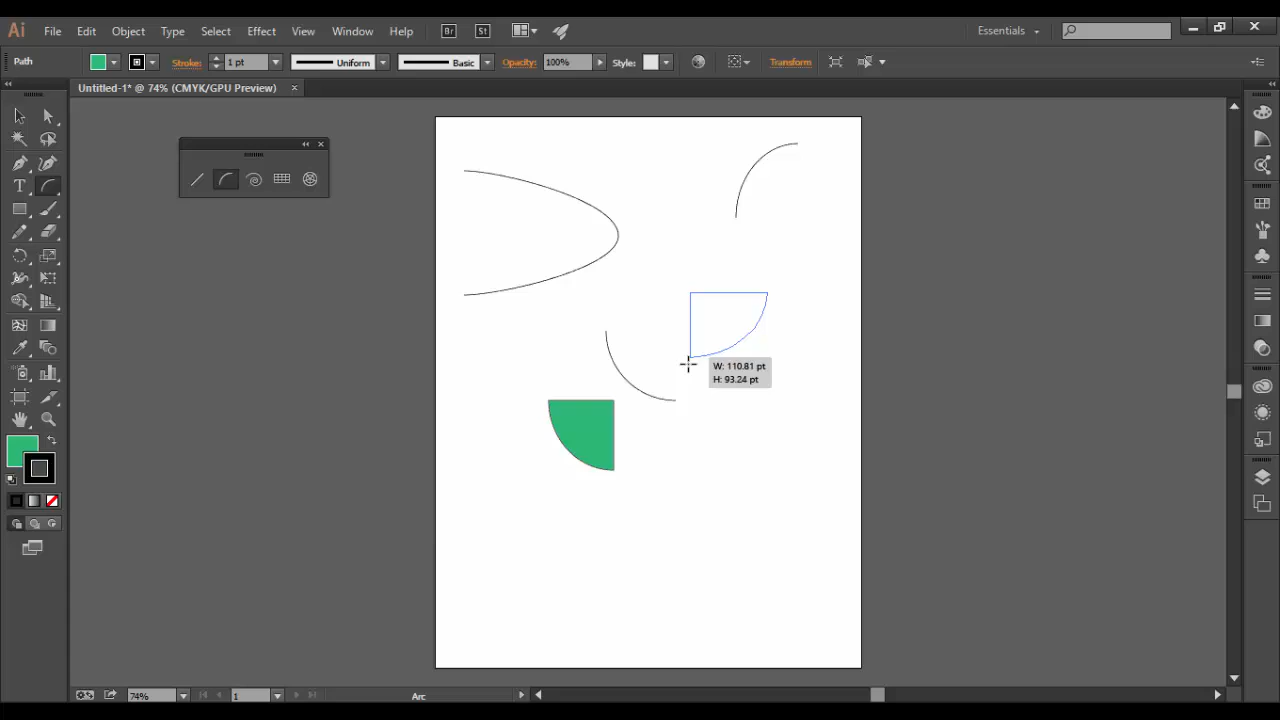 Ai File Edit Object Type Select Effect View Window Help Br St Essentials
Path Stroke: 1 pt Uniform Basic Opacity: 100% Style: Transform
Untitled-1* @ 74% (CMYK/GPU Preview)
W: 110.81 pt
H: 93.24 pt
74% 1 Arc